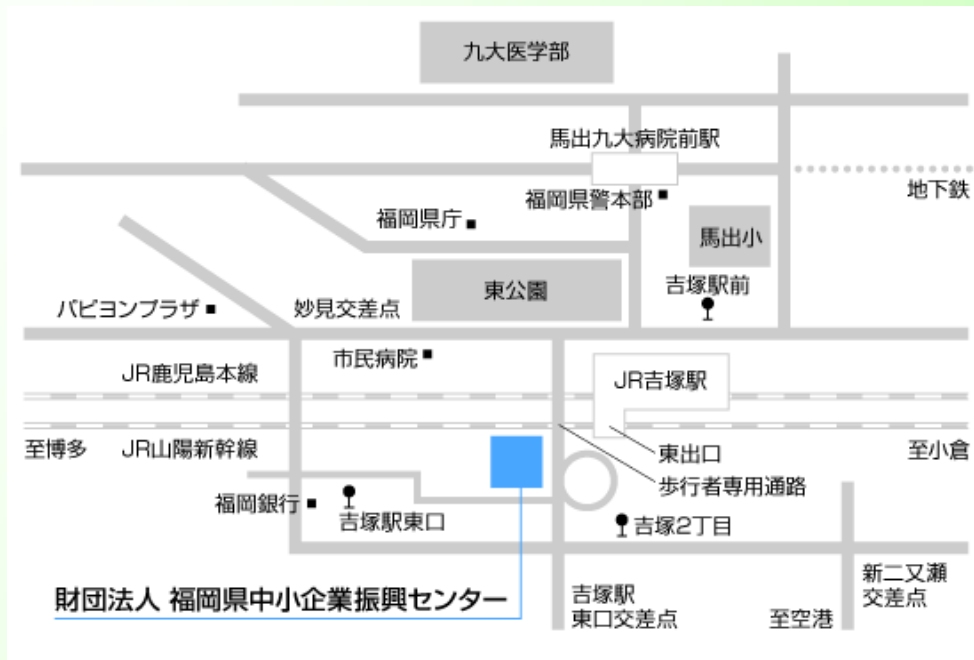 九大医学部
馬出九大病院前駅
地下鉄
福岡県警本部
福岡県庁
馬出小
吉塚駅前
東公園
パピヨンプラザ
妙見交差点
市民病院
JR鹿児島本線
JR吉塚駅
至博多
JR山陽新幹線
東出口
至小倉
歩行者専用通路
福岡銀行
吉塚駅東口
吉塚2丁目
財団法人 福岡県中小企業振興センター
吉塚駅
東口交差点
新二又瀬
交差点
至空港